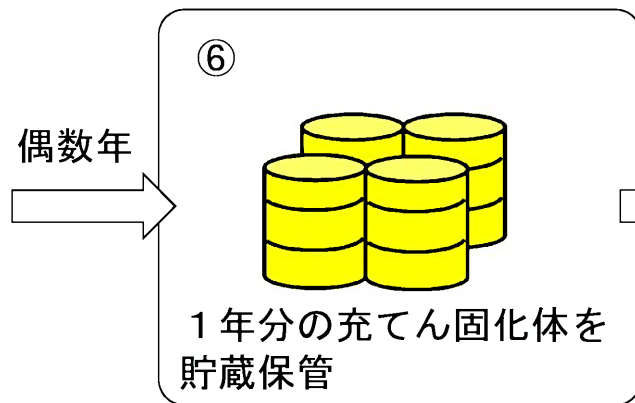 ⑥
偶数年
１年分の充てん固化体を
貯蔵保管